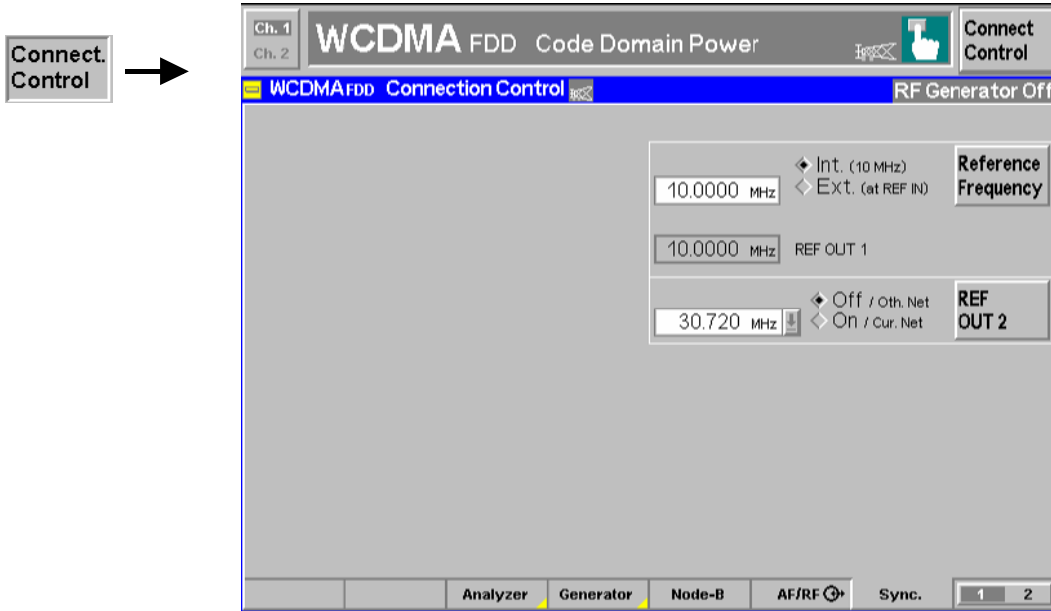 Connect.
Control
Ch. 1
Ch. 2
WCDMA FDD Code Domain Power
Connect
Control
WCDMA FDD Connection Control
RF Generator Off
Int. (10 MHz)
Ext. (at REF IN)
10.0000 MHz
Reference
Frequency
10.0000 MHz REF OUT 1
Off / Oth. Net
On / Cur. Net
30.720 MHz
REF
OUT 2
Analyzer Generator Node-B AF/RF Sync. 1 2